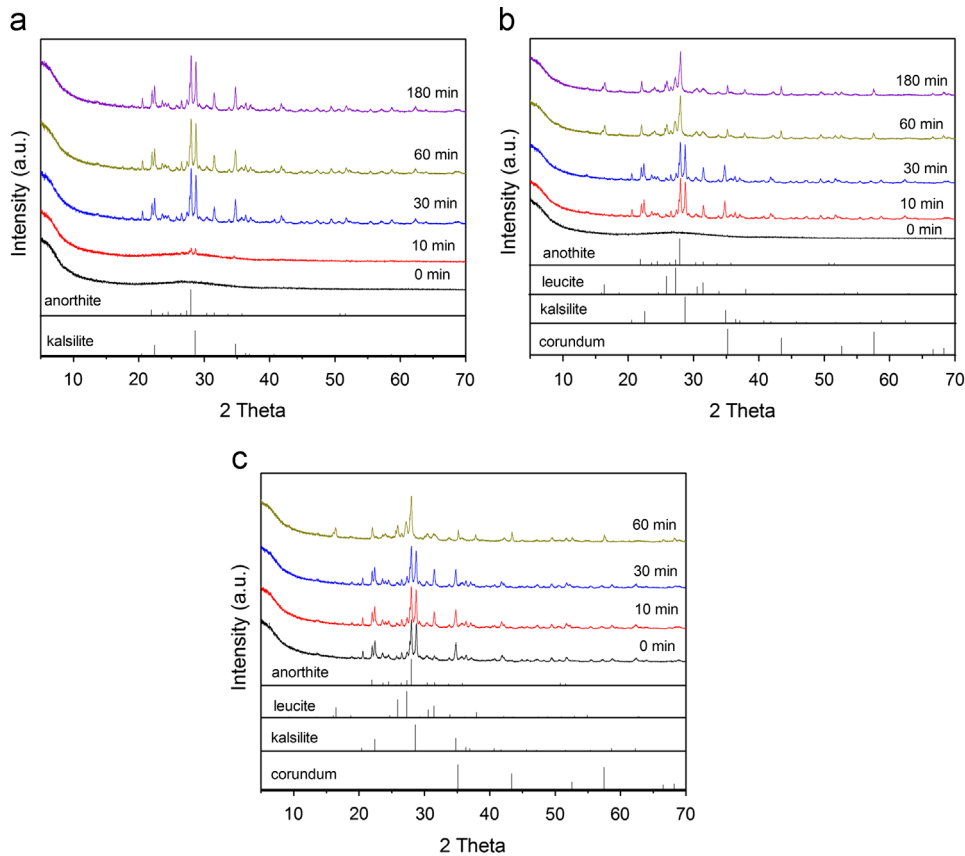 a
Intensity (a.u.)
180 min
60 min
30 min
10 min
0 min
anorthite
kalsilite
10 20 30 40 50 60 70
2 Theta
b
Intensity (a.u.)
180 min
60 min
30 min
10 min
0 min
anothite
leucite
kalsilite
corundum
10 20 30 40 50 60 70
2 Theta
c
Intensity (a.u.)
60 min
30 min
10 min
0 min
anorthite
leucite
kalsilite
corundum
10 20 30 40 50 60 70
2 Theta